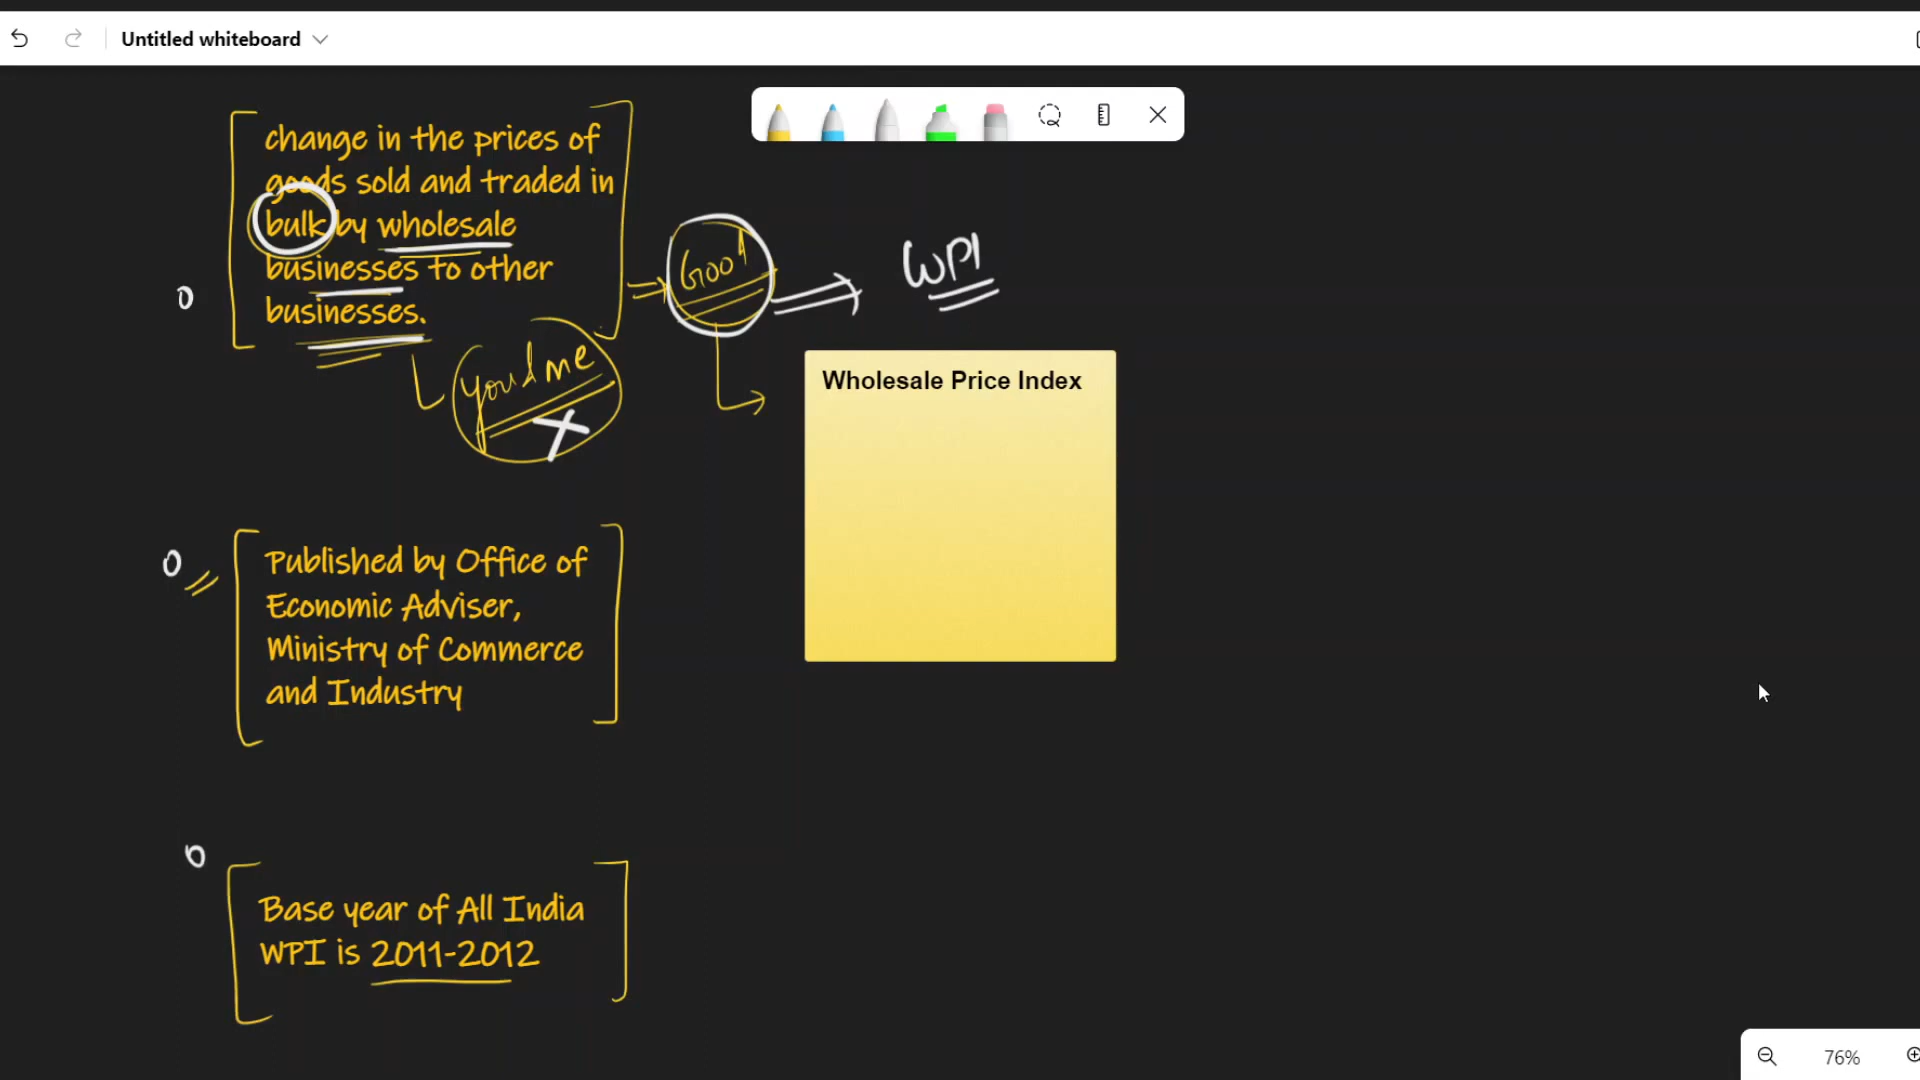 Untitled whiteboard
change in the prices of
goods sold and traded in
bulk by wholesale
businesses to other
businesses.
Good
WPI
you & me
Wholesale Price Index
Published by Office of
Economic Adviser,
Ministry of Commerce
and Industry
Base year of All India
WPI is 2011-2012
76%